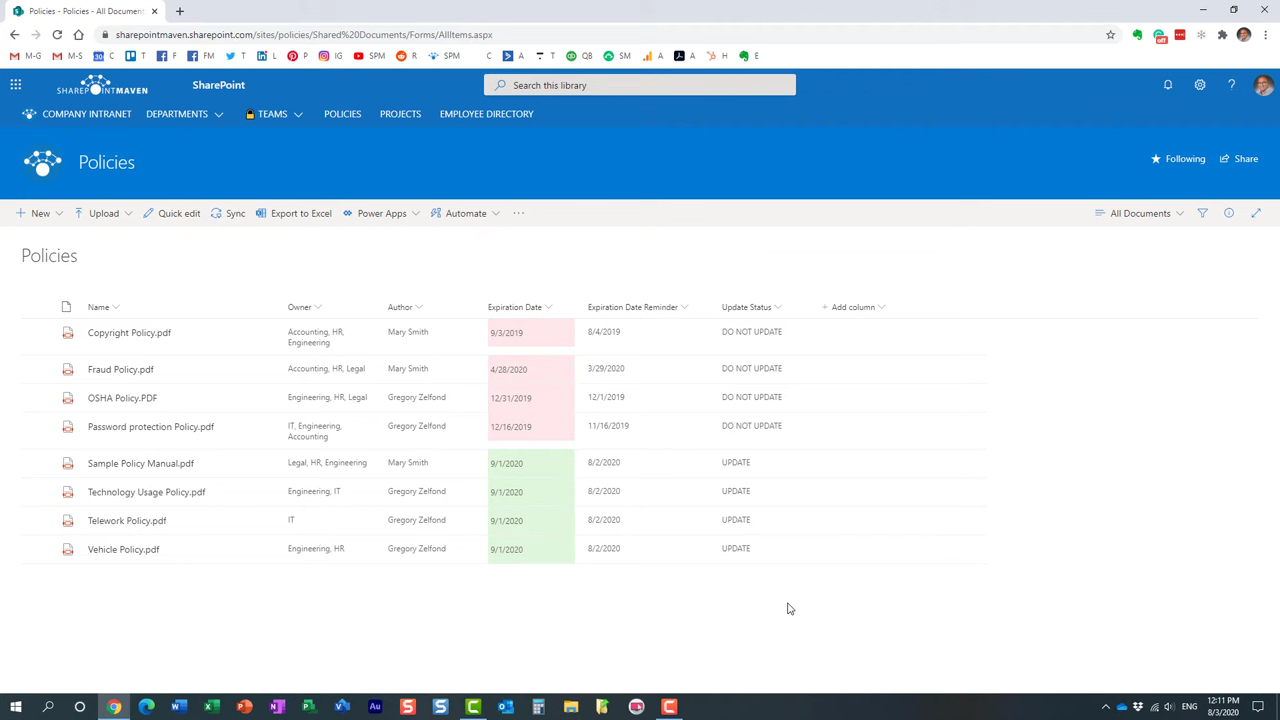 Policies - Policies - All Docume
sharepointmaven.sharepoint.com/sites/policies/Shared%20Documents/Forms/AllItems.aspx
M-G M-S C T F FM L P IG SPM R SPM A T QB SM A A H E
off
SHAREPOINTMAVEN SharePoint Search this library
COMPANY INTRANET DEPARTMENTS TEAMS POLICIES PROJECTS EMPLOYEE DIRECTORY
Policies Following Share
New Upload Quick edit Sync Export to Excel Power Apps Automate ··· All Documents
Policies
Name Owner Author Expiration Date Expiration Date Reminder Update Status + Add column
Copyright Policy.pdf Accounting, HR, Engineering Mary Smith 9/3/2019 8/4/2019 DO NOT UPDATE
Fraud Policy.pdf Accounting, HR, Legal Mary Smith 4/28/2020 3/29/2020 DO NOT UPDATE
OSHA Policy.PDF Engineering, HR, Legal Gregory Zelfond 12/31/2019 12/1/2019 DO NOT UPDATE
Password protection Policy.pdf IT, Engineering, Accounting Gregory Zelfond 12/16/2019 11/16/2019 DO NOT UPDATE
Sample Policy Manual.pdf Legal, HR, Engineering Mary Smith 9/1/2020 8/2/2020 UPDATE
Technology Usage Policy.pdf Engineering, IT Gregory Zelfond 9/1/2020 8/2/2020 UPDATE
Telework Policy.pdf IT Gregory Zelfond 9/1/2020 8/2/2020 UPDATE
Vehicle Policy.pdf Engineering, HR Gregory Zelfond 9/1/2020 8/2/2020 UPDATE
12:11 PM
8/3/2020